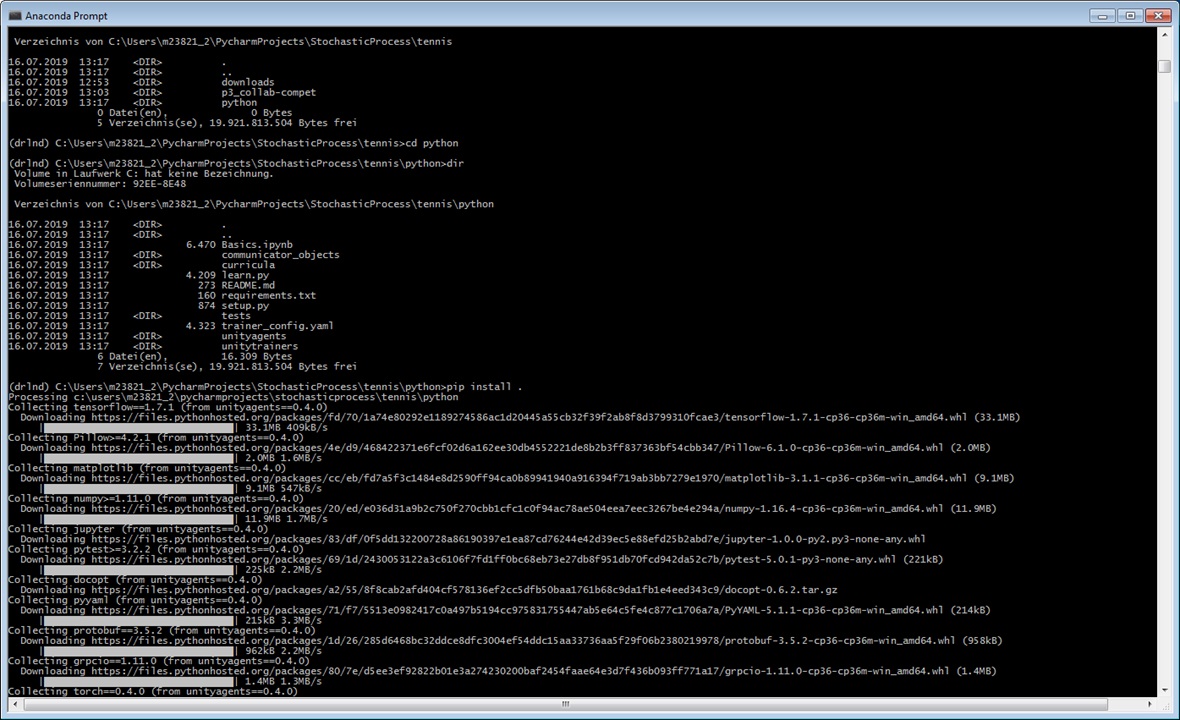 Anaconda Prompt
Verzeichnis von C:\Users\m23821_2\PycharmProjects\StochasticProcess\tennis
16.07.2019  13:17    <DIR>          .
16.07.2019  13:17    <DIR>          ..
16.07.2019  12:53    <DIR>          downloads
16.07.2019  13:03    <DIR>          p3_collab-compet
16.07.2019  13:17    <DIR>          python
0 Datei(en),              0 Bytes
5 Verzeichnis(se), 19.921.813.504 Bytes frei
(drlnd) C:\Users\m23821_2\PycharmProjects\StochasticProcess\tennis>cd python
(drlnd) C:\Users\m23821_2\PycharmProjects\StochasticProcess\tennis\python>dir
Volume in Laufwerk C: hat keine Bezeichnung.
Volumeseriennummer: 92EE-8E48
Verzeichnis von C:\Users\m23821_2\PycharmProjects\StochasticProcess\tennis\python
16.07.2019  13:17    <DIR>          .
16.07.2019  13:17    <DIR>          ..
16.07.2019  13:17             6.470 Basics.ipynb
16.07.2019  13:17    <DIR>          communicator_objects
16.07.2019  13:17    <DIR>          curricula
16.07.2019  13:17             4.209 learn.py
16.07.2019  13:17               273 README.md
16.07.2019  13:17               160 requirements.txt
16.07.2019  13:17               874 setup.py
16.07.2019  13:17    <DIR>          tests
16.07.2019  13:17             4.323 trainer_config.yaml
16.07.2019  13:17    <DIR>          unityagents
16.07.2019  13:17    <DIR>          unitytrainers
6 Datei(en),         16.309 Bytes
7 Verzeichnis(se), 19.921.813.504 Bytes frei
(drlnd) C:\Users\m23821_2\PycharmProjects\StochasticProcess\tennis\python>pip install .
Processing c:\users\m23821_2\pycharmprojects\stochasticprocess\tennis\python
Collecting tensorflow==1.7.1 (from unityagents==0.4.0)
Downloading https://files.pythonhosted.org/packages/fd/70/1a74e80292e1189274586ac1d20445a55cb32f39f2ab8f8d3799310fcae3/tensorflow-1.7.1-cp36-cp36m-win_amd64.whl (33.1MB)
|| 33.1MB 409kB/s
Collecting Pillow>=4.2.1 (from unityagents==0.4.0)
Downloading https://files.pythonhosted.org/packages/4e/d9/468422371e6fcf02d6a162ee30db4552221de8b2b3ff837363bf54cbb347/Pillow-6.1.0-cp36-cp36m-win_amd64.whl (2.0MB)
|| 2.0MB 1.6MB/s
Collecting matplotlib (from unityagents==0.4.0)
Downloading https://files.pythonhosted.org/packages/cc/eb/fd7a5f3c1484e8d2590ff94ca0b89941940a916394f719ab3bb7279e1970/matplotlib-3.1.1-cp36-cp36m-win_amd64.whl (9.1MB)
|| 9.1MB 547kB/s
Collecting numpy>=1.11.0 (from unityagents==0.4.0)
Downloading https://files.pythonhosted.org/packages/20/ed/e036d31a9b2c750f270cbb1cfc1c0f94ac78ae504eea7eec3267be4e294a/numpy-1.16.4-cp36-cp36m-win_amd64.whl (11.9MB)
|| 11.9MB 1.7MB/s
Collecting jupyter (from unityagents==0.4.0)
Downloading https://files.pythonhosted.org/packages/83/df/0f5dd132200728a86190397e1ea87cd76244e42d39ec5e88efd25b2abd7e/jupyter-1.0.0-py2.py3-none-any.whl
Collecting pytest>=3.2.2 (from unityagents==0.4.0)
Downloading https://files.pythonhosted.org/packages/69/1d/2430053122a3c6106f7fd1ff0bc68eb73e27db8f951db70fcd942da52c7b/pytest-5.0.1-py3-none-any.whl (221kB)
|| 225kB 2.2MB/s
Collecting docopt (from unityagents==0.4.0)
Downloading https://files.pythonhosted.org/packages/a2/55/8f8cab2afd404cf578136ef2cc5dfb50baa1761b68c9da1fb1e4eed343c9/docopt-0.6.2.tar.gz
Collecting pyyaml (from unityagents==0.4.0)
Downloading https://files.pythonhosted.org/packages/71/f7/5513e0982417c0a497b5194cc975831755447ab5e64c5fe4c877c1706a7a/PyYAML-5.1.1-cp36-cp36m-win_amd64.whl (214kB)
|| 215kB 3.3MB/s
Collecting protobuf==3.5.2 (from unityagents==0.4.0)
Downloading https://files.pythonhosted.org/packages/1d/26/285d6468bc32ddce8dfc3004ef54ddc15aa33736aa5f29f06b2380219978/protobuf-3.5.2-cp36-cp36m-win_amd64.whl (958kB)
|| 962kB 2.2MB/s
Collecting grpcio==1.11.0 (from unityagents==0.4.0)
Downloading https://files.pythonhosted.org/packages/80/7e/d5ee3ef92822b01e3a274230200baf2454faae64e3d7f436b093ff771a17/grpcio-1.11.0-cp36-cp36m-win_amd64.whl (1.4MB)
|| 1.4MB 1.3MB/s
Collecting torch==0.4.0 (from unityagents==0.4.0)